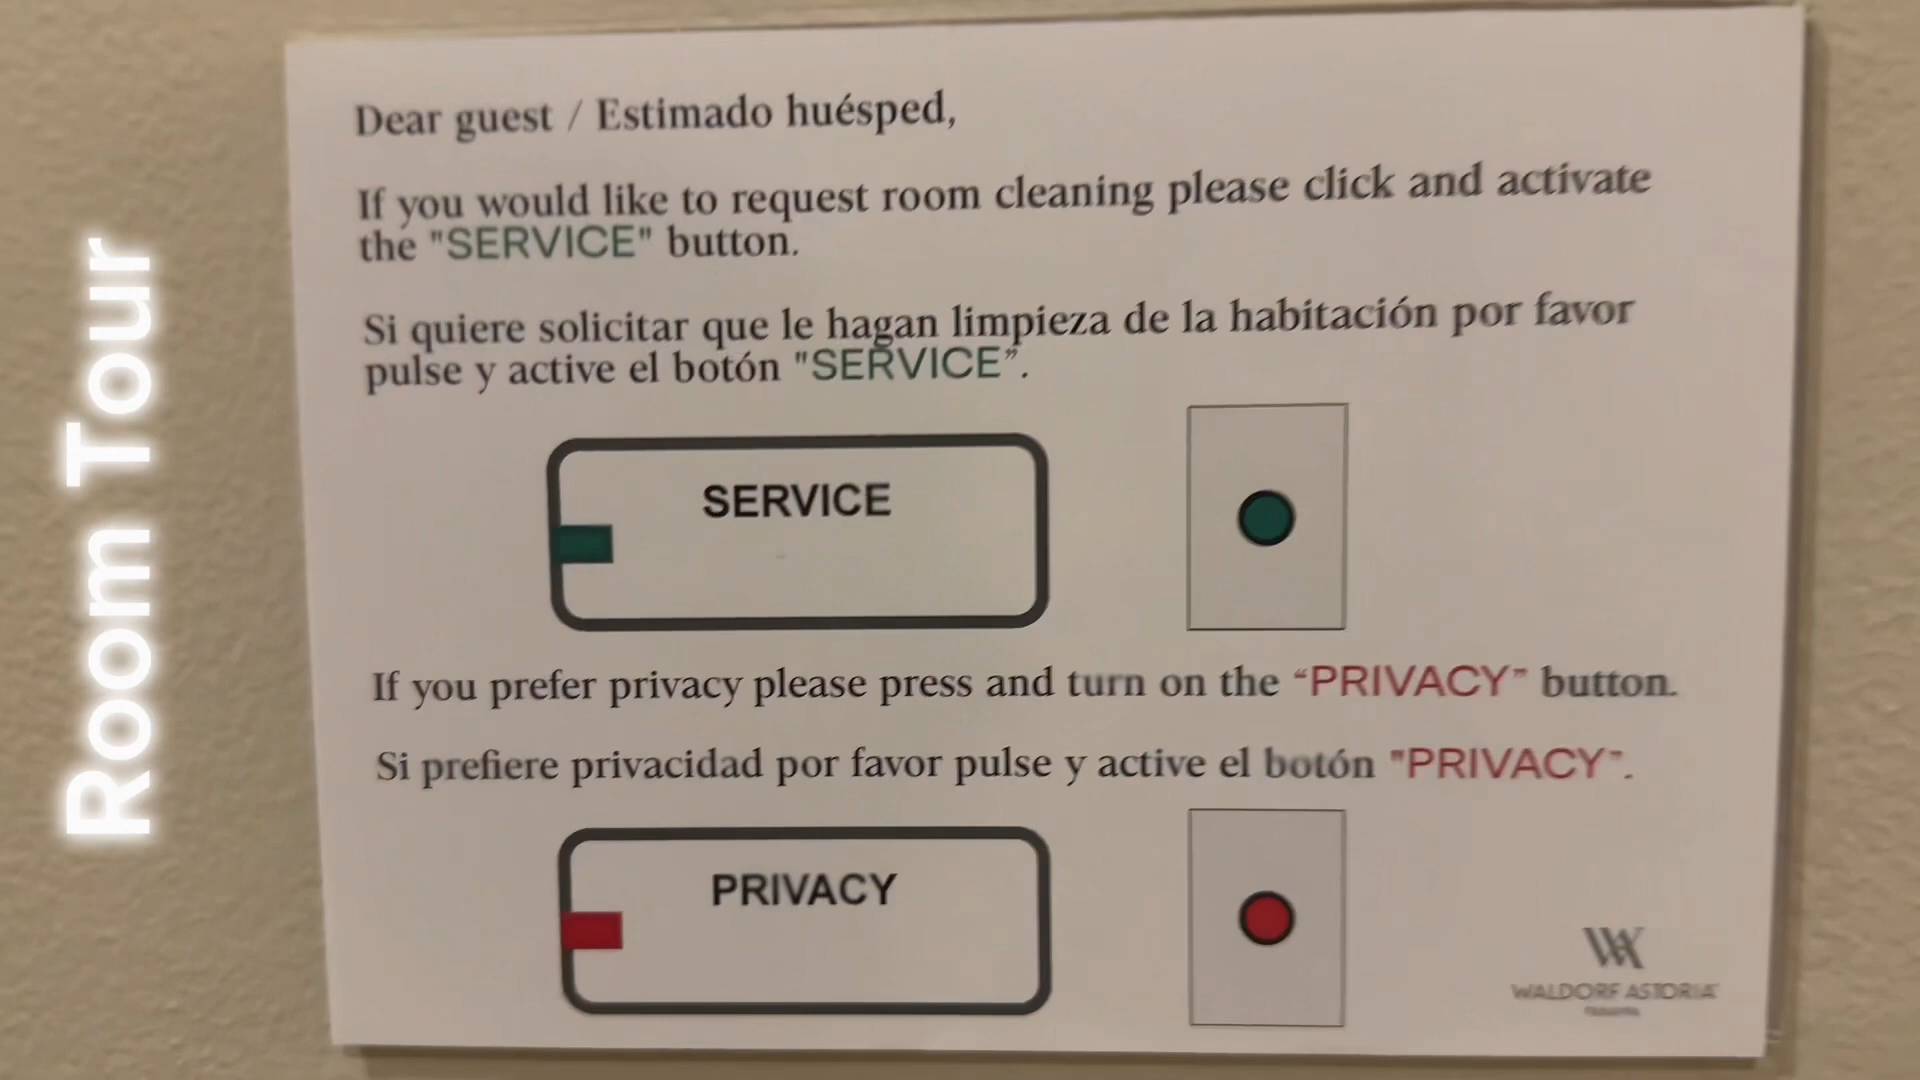 Room Tour
Dear guest / Estimado huésped,
If you would like to request room cleaning please click and activate
the "SERVICE" button.
Si quiere solicitar que le hagan limpieza de la habitación por favor
pulse y active el botón "SERVICE”.
SERVICE
If you prefer privacy please press and turn on the “PRIVACY” button.
Si prefiere privacidad por favor pulse y active el botón "PRIVACY”.
PRIVACY
WALDORF ASTORIA